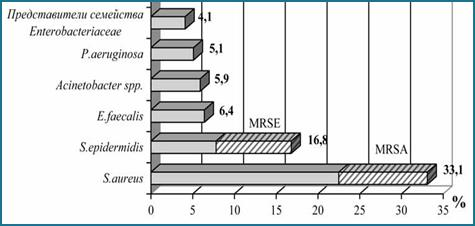 Представители семейства
Enterobacteriaceae
4,1
P.aeruginosa
5,1
Acinetobacter spp.
5,9
E.faecalis
6,4
MRSE
S.epidermidis
16,8
MRSA
S.aureus
33,1
0 5 10 15 20 25 30 35 %